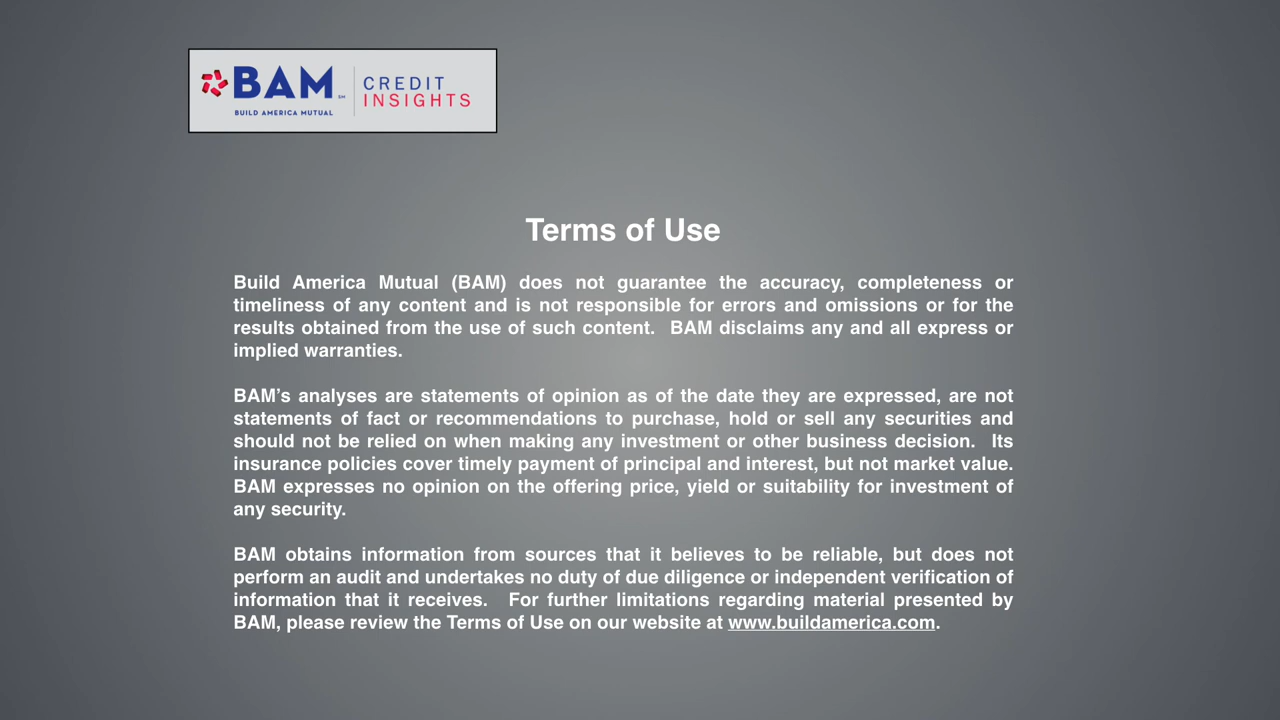 BAM SM
BUILD AMERICA MUTUAL
CREDIT
INSIGHTS
Terms of Use
Build America Mutual (BAM) does not guarantee the accuracy, completeness or
timeliness of any content and is not responsible for errors and omissions or for the
results obtained from the use of such content.  BAM disclaims any and all express or
implied warranties.
BAM’s analyses are statements of opinion as of the date they are expressed, are not
statements of fact or recommendations to purchase, hold or sell any securities and
should not be relied on when making any investment or other business decision.  Its
insurance policies cover timely payment of principal and interest, but not market value.
BAM expresses no opinion on the offering price, yield or suitability for investment of
any security.
BAM obtains information from sources that it believes to be reliable, but does not
perform an audit and undertakes no duty of due diligence or independent verification of
information that it receives.  For further limitations regarding material presented by
BAM, please review the Terms of Use on our website at www.buildamerica.com.